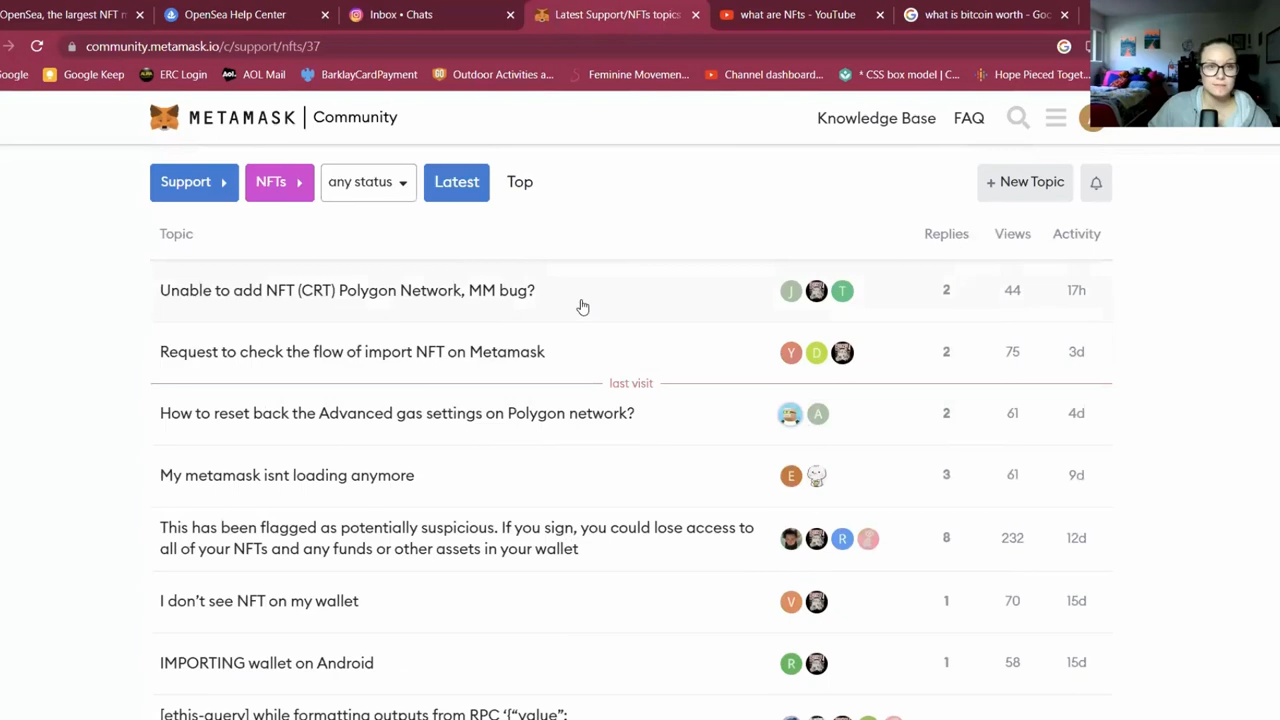 OpenSea, the largest NFT m
OpenSea Help Center
Inbox • Chats
Latest Support/NFTs topics
what are NFts - YouTube
what is bitcoin worth - Goo
community.metamask.io/c/support/nfts/37
Google
Google Keep
ERC Login
AOL Mail
BarklayCardPayment
Outdoor Activities a...
Feminine Movemen...
Channel dashboard...
* CSS box model | C...
Hope Pieced Toget...
METAMASK | Community
Knowledge Base
FAQ
Support
NFTs
any status
Latest
Top
+ New Topic
Topic
Replies
Views
Activity
Unable to add NFT (CRT) Polygon Network, MM bug?
J
T
2
44
17h
Request to check the flow of import NFT on Metamask
Y
D
2
75
3d
last visit
How to reset back the Advanced gas settings on Polygon network?
A
2
61
4d
My metamask isnt loading anymore
E
3
61
9d
This has been flagged as potentially suspicious. If you sign, you could lose access to
all of your NFTs and any funds or other assets in your wallet
R
8
232
12d
I don’t see NFT on my wallet
V
1
70
15d
IMPORTING wallet on Android
R
1
58
15d
[ethjs-query] while formatting outputs from RPC ‘{“value”: